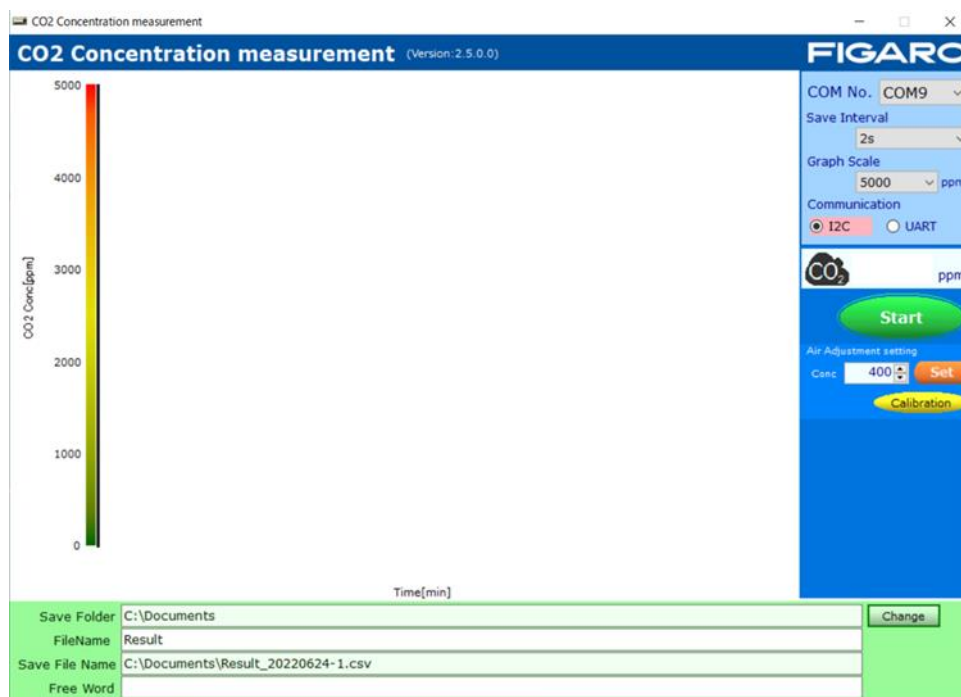 CO2 Concentration measurement
CO2 Concentration measurement (Version:2.5.0.0)
FIGARO
COM No. COM9
Save Interval
2s
Graph Scale
5000 ppm
Communication
I2C UART
CO2 ppm
Start
Air Adjustment setting
Conc 400 Set
Calibration
5000
4000
3000
2000
1000
0
CO2 Conc[ppm]
Time[min]
Save Folder C:\Documents Change
FileName Result
Save File Name C:\Documents\Result_20220624-1.csv
Free Word